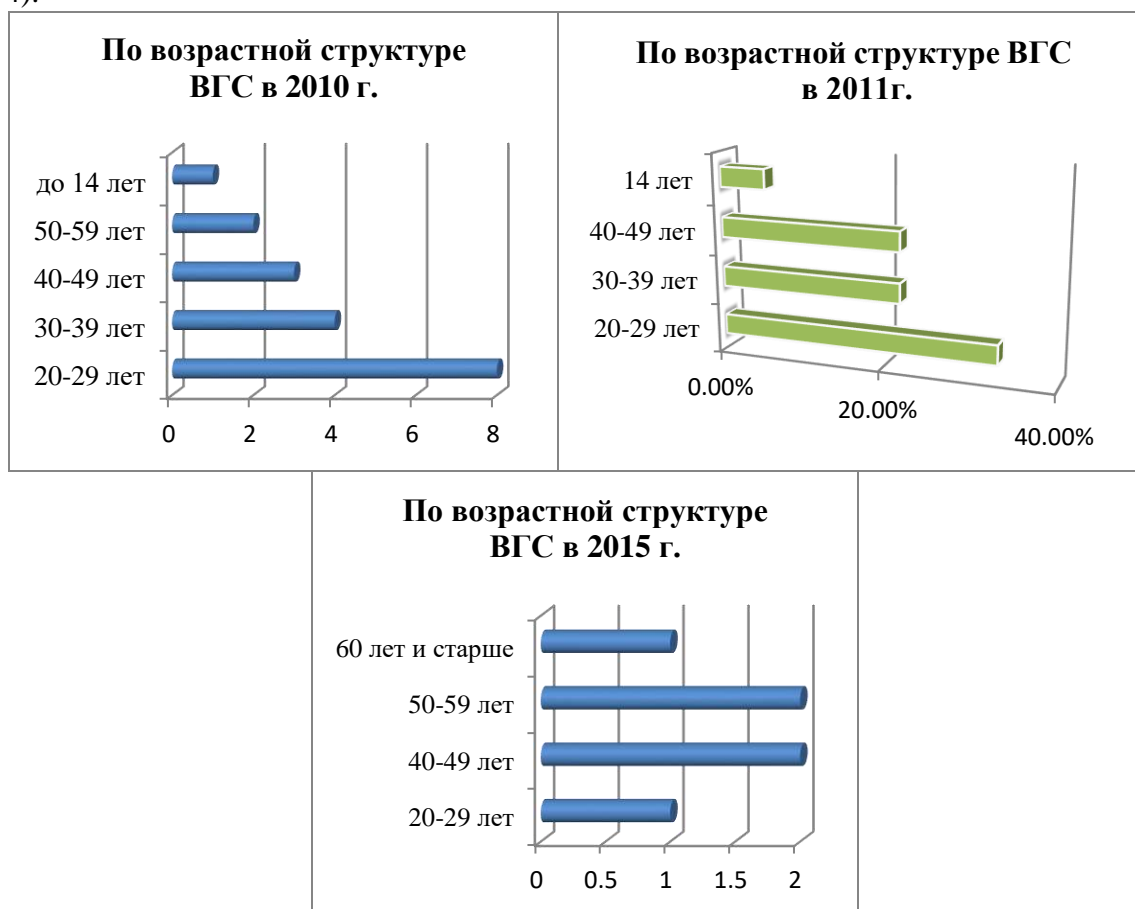 4).
По возрастной структуре
ВГС в 2010 г.
до 14 лет
50-59 лет
40-49 лет
30-39 лет
20-29 лет
0 2 4 6 8
По возрастной структуре ВГС
в 2011г.
14 лет
40-49 лет
30-39 лет
20-29 лет
0.00%
20.00%
40.00%
По возрастной структуре
ВГС в 2015 г.
60 лет и старше
50-59 лет
40-49 лет
20-29 лет
0 0.5 1 1.5 2